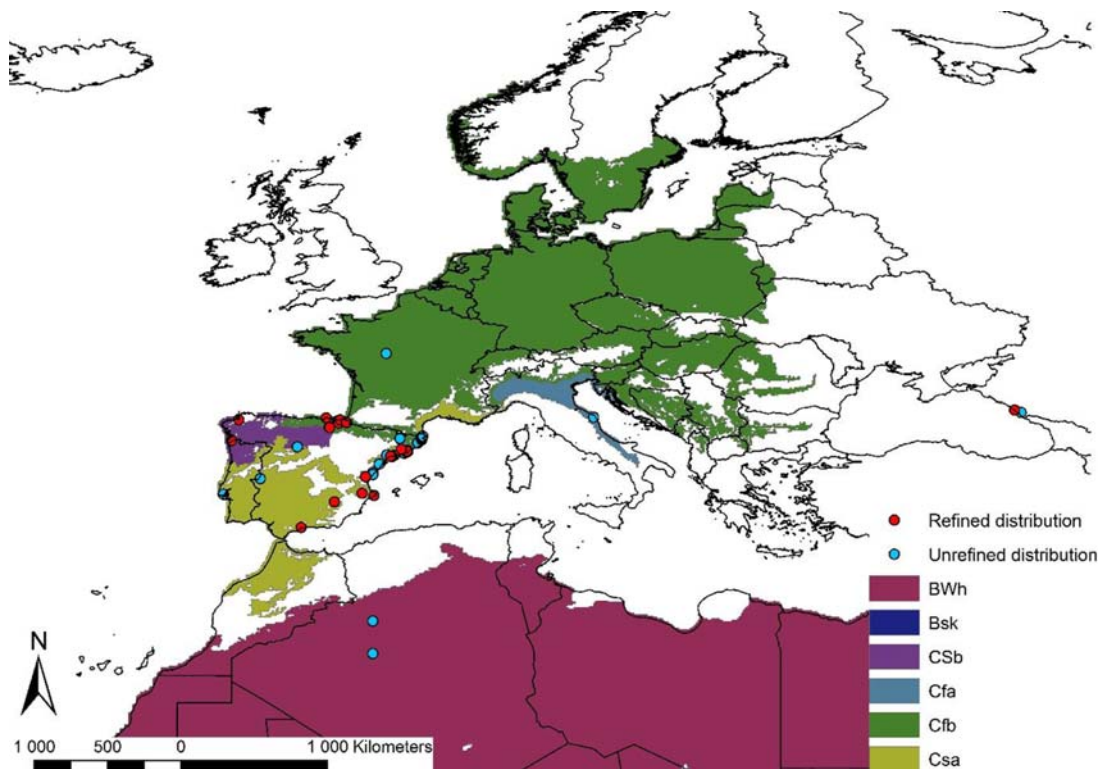 Refined distribution
Unrefined distribution
BWh
Bsk
CSb
Cfa
Cfb
Csa
N
1 000 500 0 1 000 Kilometers